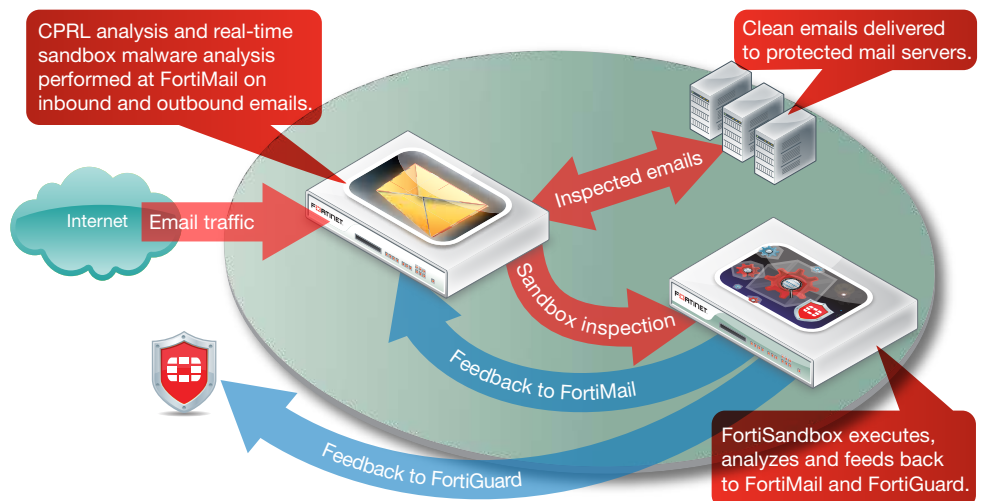 CPRL analysis and real-time
sandbox malware analysis
performed at FortiMail on
inbound and outbound emails.
Clean emails delivered
to protected mail servers.
Internet
Email traffic
FORTINET
Inspected emails
Sandbox inspection
FORTINET
Feedback to FortiMail
Feedback to FortiGuard
FortiSandbox executes,
analyzes and feeds back
to FortiMail and FortiGuard.